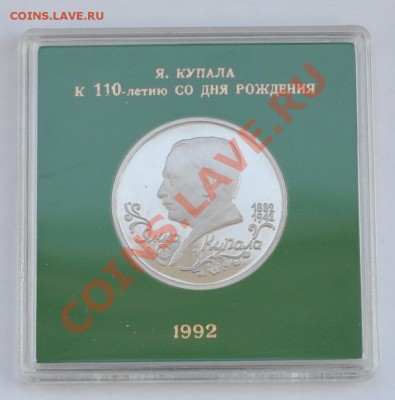 COINS.LAVE.RU
Я. КУПАЛА
К 110-летию СО ДНЯ РОЖДЕНИЯ
1882
1942
Янка Купала
1992
COINS.LAVE.RU